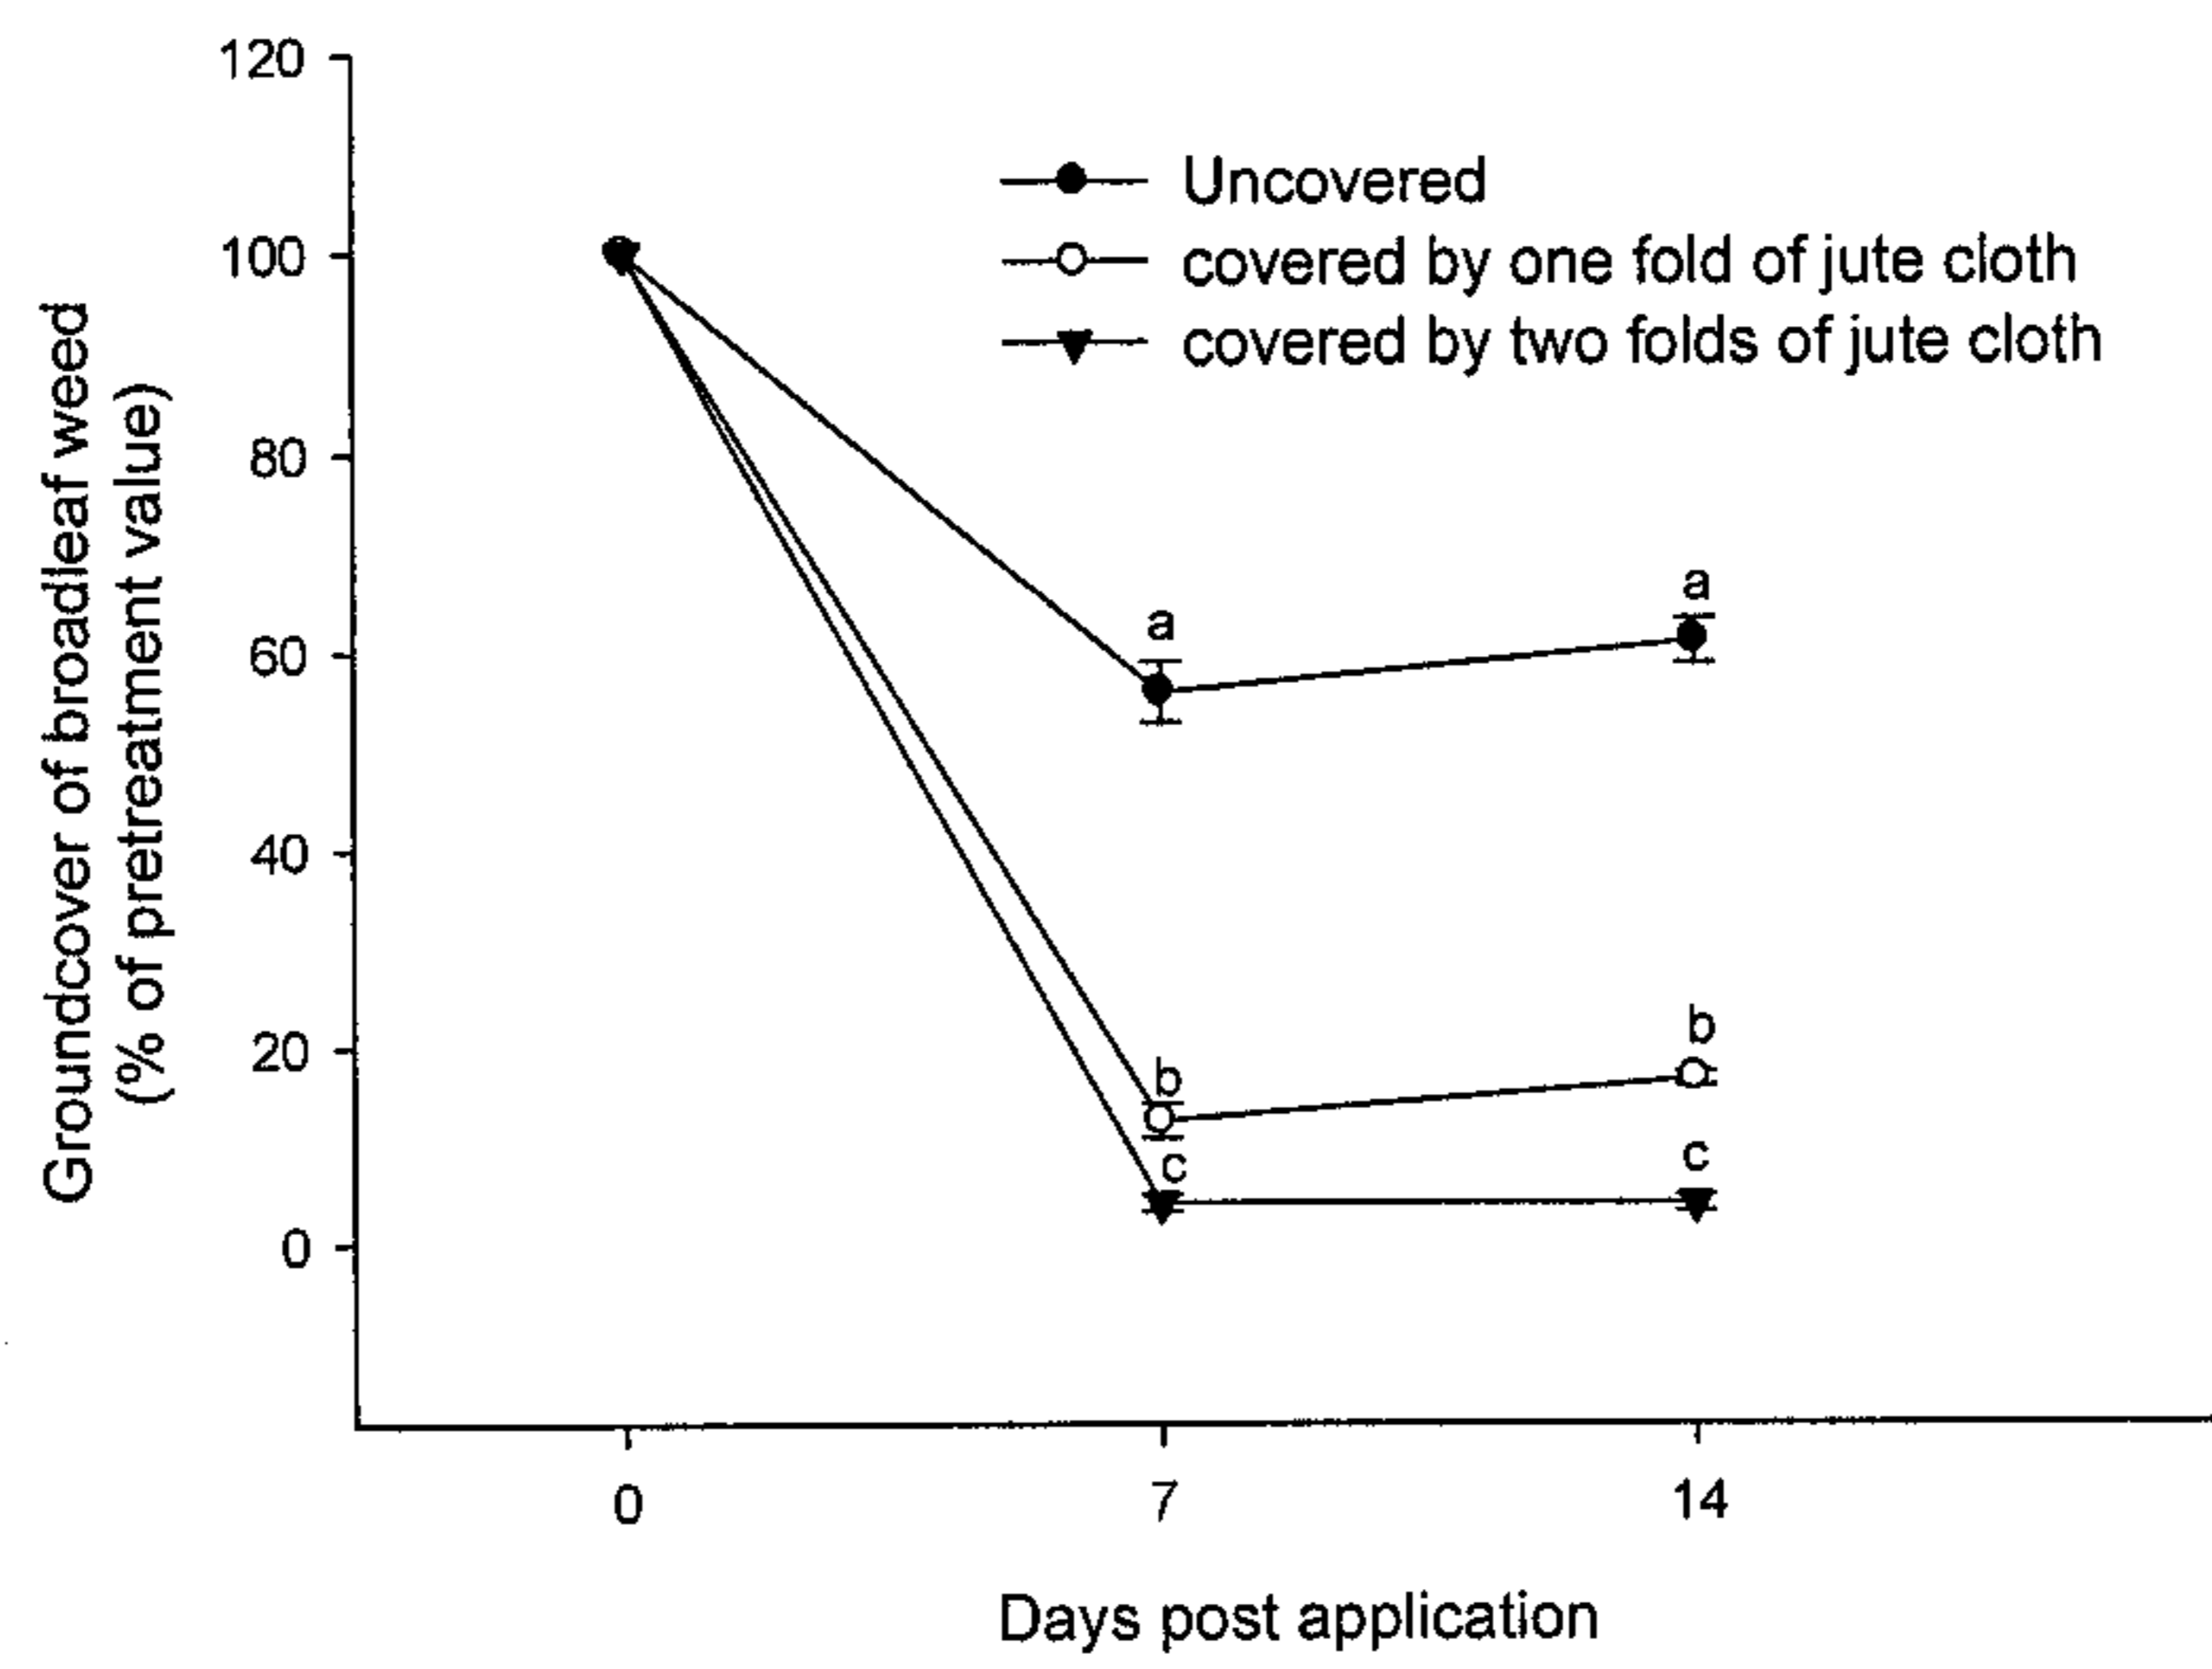 120
100
80
60
40
20
0
Groundcover of broadleaf weed
(% of pretreatment value)
Uncovered
covered by one fold of jute cloth
covered by two folds of jute cloth
a
a
b
b
c
c
0 7 14
Days post application